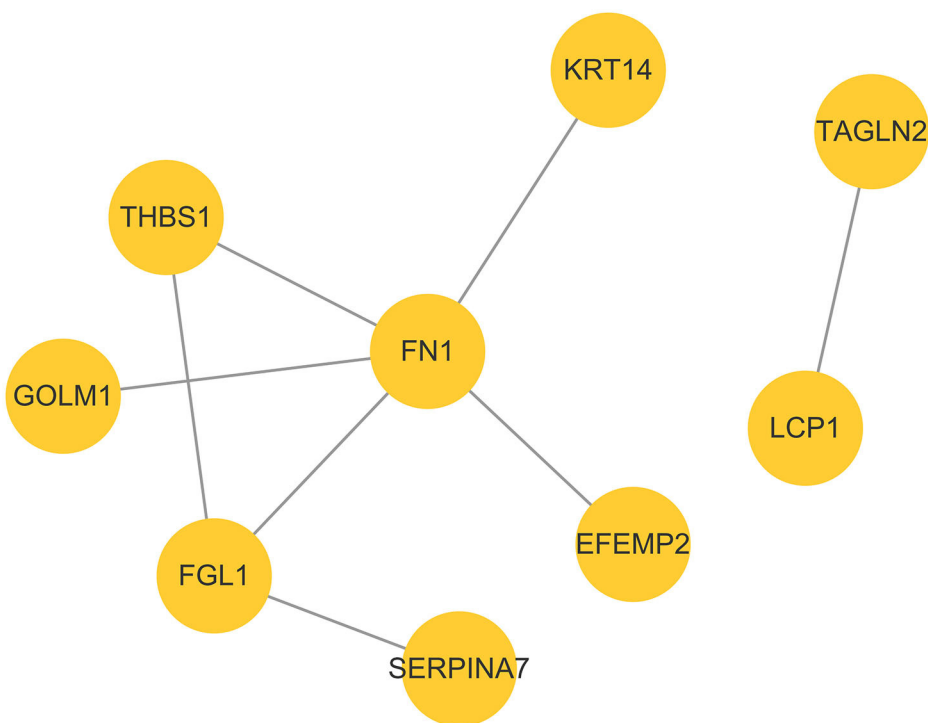 KRT14
TAGLN2
THBS1
FN1
GOLM1
LCP1
EFEMP2
FGL1
SERPINA7